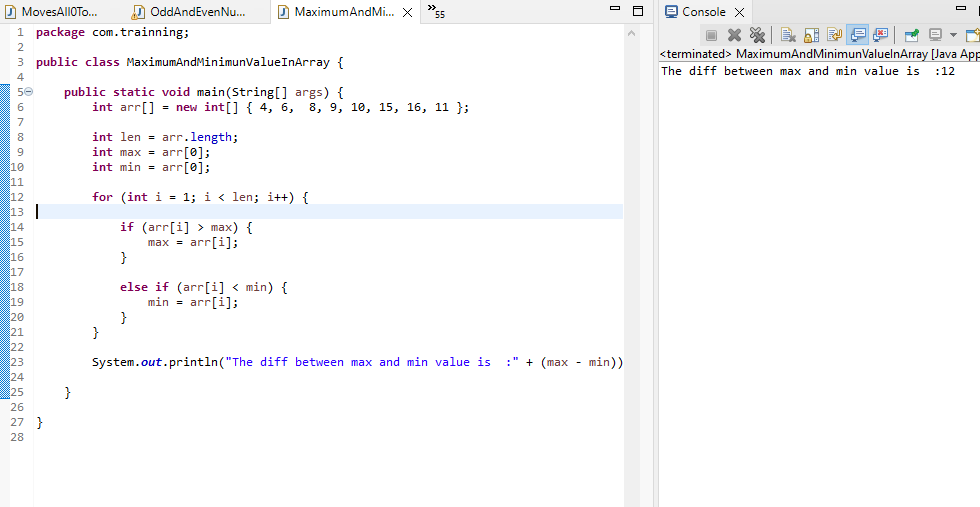 MovesAll0To...
OddAndEvenNu...
MaximumAndMi...
»55
1 package com.trainning;
2
3 public class MaximumAndMinimunValueInArray {
4
5 public static void main(String[] args) {
6 int arr[] = new int[] { 4, 6,  8, 9, 10, 15, 16, 11 };
7
8 int len = arr.length;
9 int max = arr[0];
10 int min = arr[0];
11
12 for (int i = 1; i < len; i++) {
13
14 if (arr[i] > max) {
15 max = arr[i];
16 }
17
18 else if (arr[i] < min) {
19 min = arr[i];
20 }
21 }
22
23 System.out.println("The diff between max and min value is  :" + (max - min))
24
25 }
26
27 }
28
Console
<terminated> MaximumAndMinimunValueInArray [Java App
The diff between max and min value is  :12